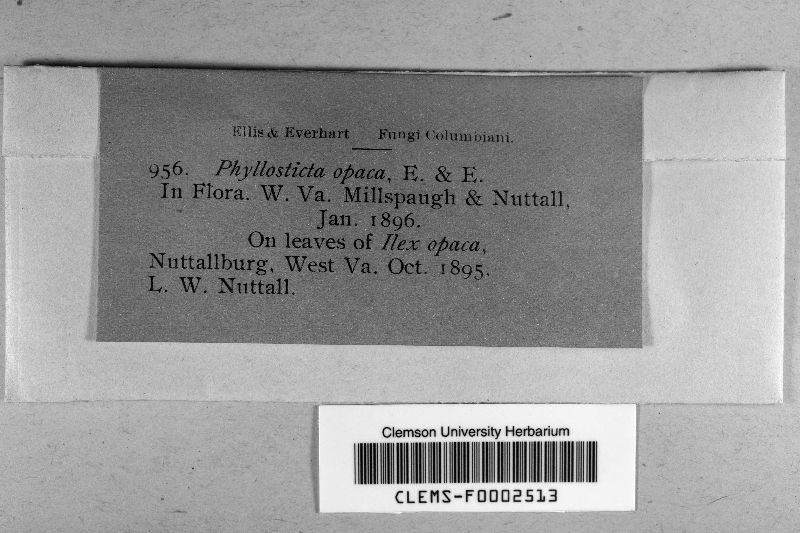 Ellis & Everhart Fungi Columbiani.
956. Phyllosticta opaca, E. & E.
In Flora. W. Va. Millspaugh & Nuttall,
Jan. 1896.
On leaves of Ilex opaca,
Nuttallburg, West Va. Oct. 1895.
L. W. Nuttall.
Clemson University Herbarium
CLEMS-F0002513